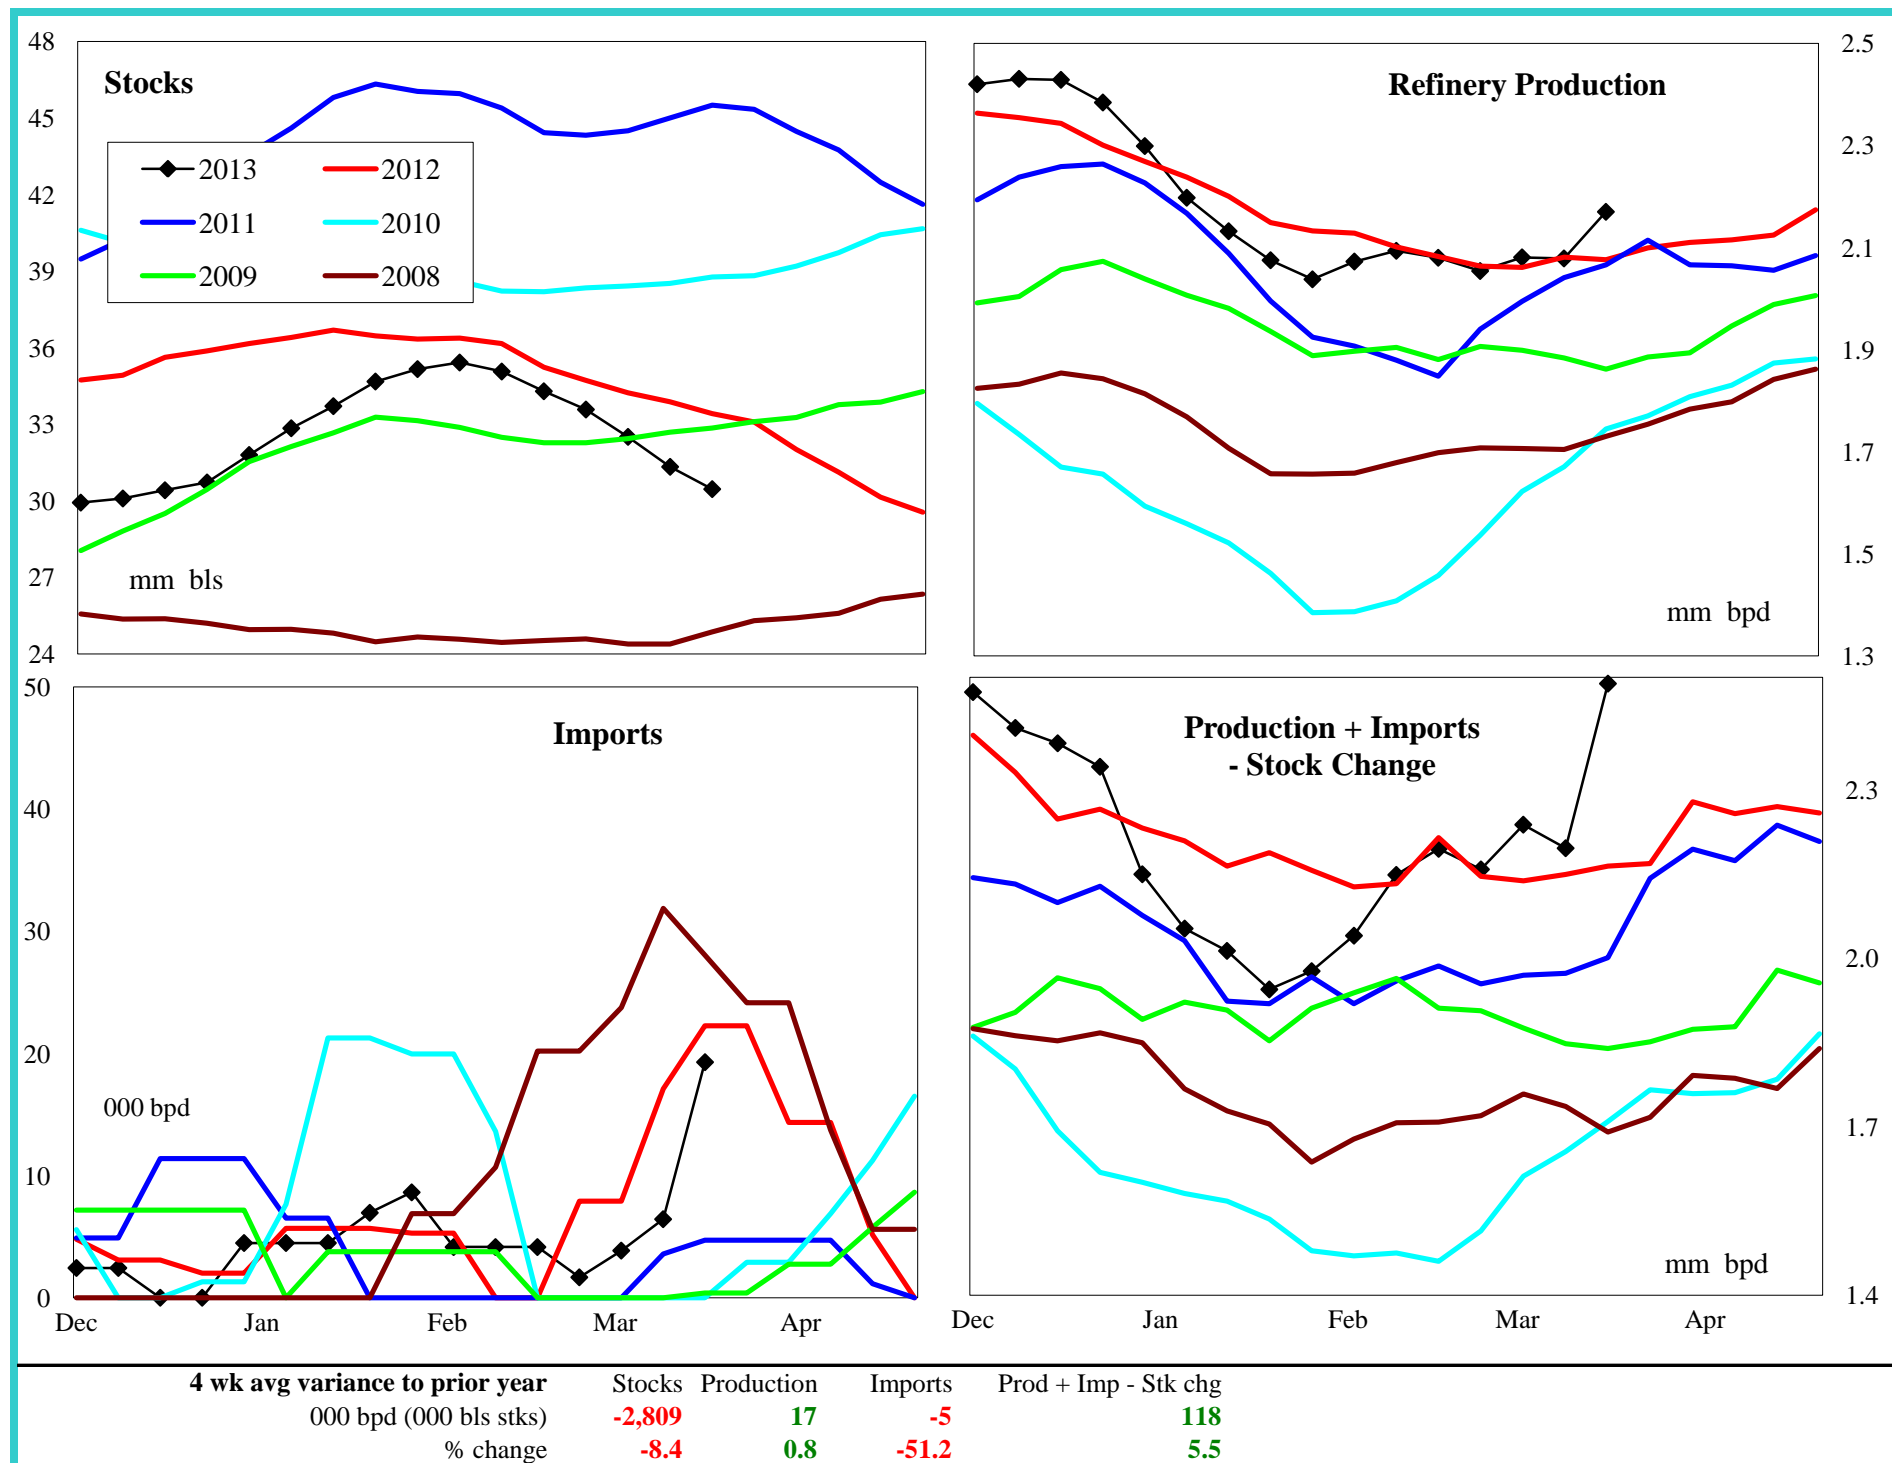 Stocks
48
45
42
39
36
33
30
27
24
2013 2012
2011 2010
2009 2008
mm bls
Refinery Production
2.5
2.3
2.1
1.9
1.7
1.5
1.3
mm bpd
Imports
50
40
30
20
10
0
000 bpd
Dec Jan Feb Mar Apr
Production + Imports
- Stock Change
2.3
2.0
1.7
1.4
mm bpd
Dec Jan Feb Mar Apr
4 wk avg variance to prior year Stocks Production Imports Prod + Imp - Stk chg
000 bpd (000 bls stks) -2,809 17 -5 118
% change -8.4 0.8 -51.2 5.5